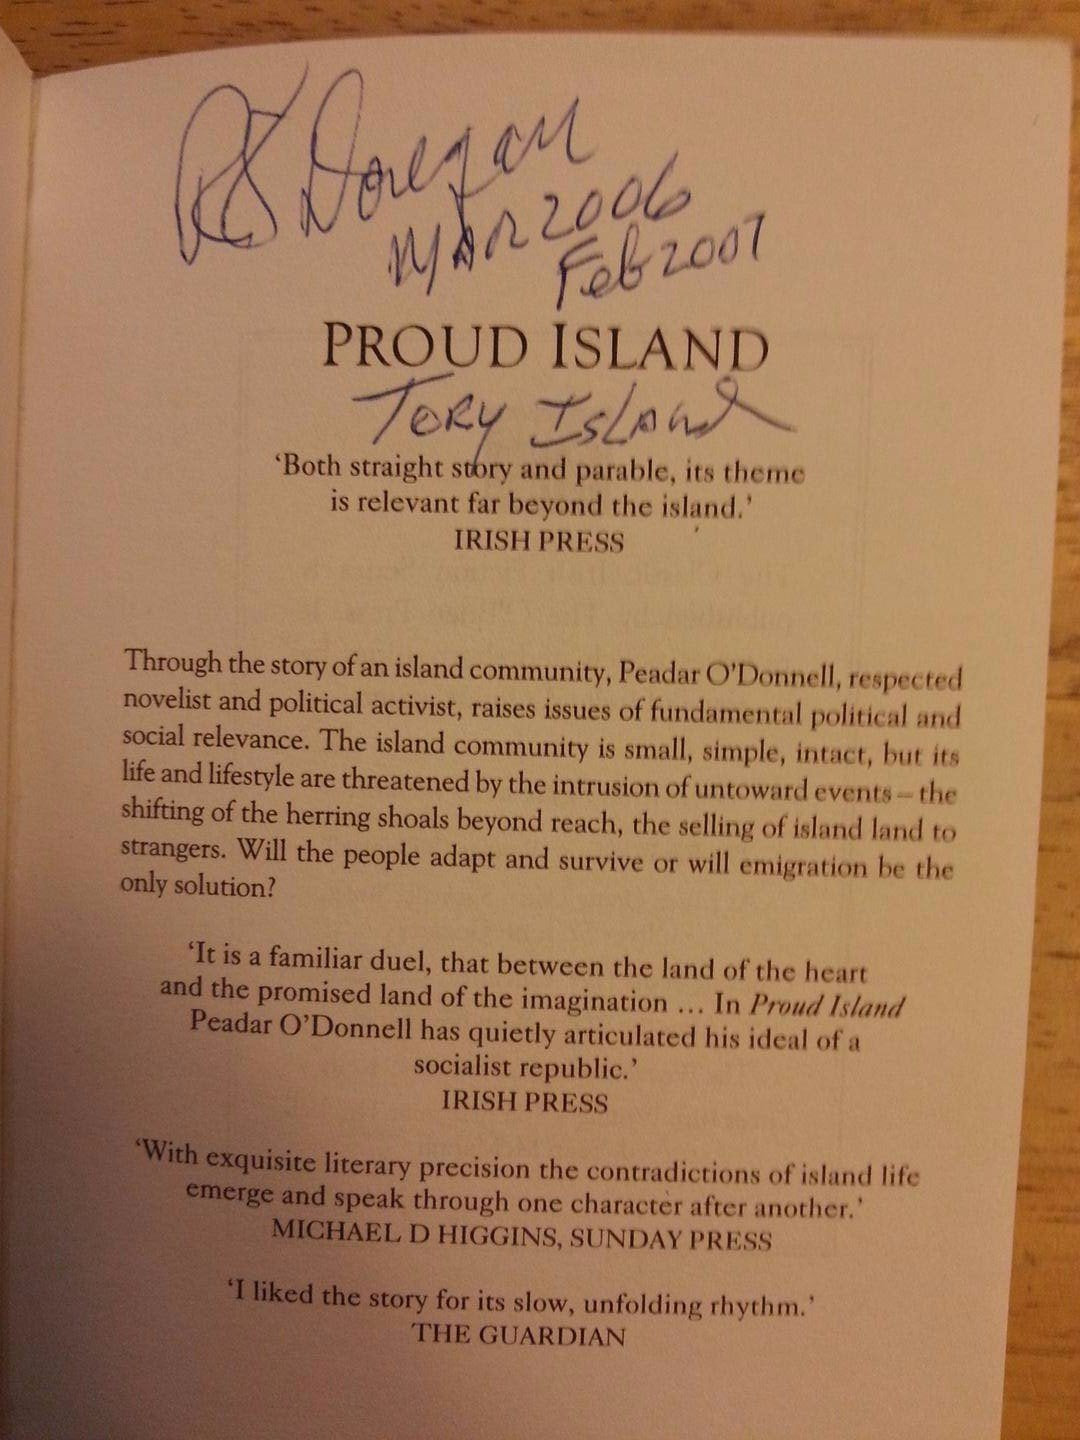 Doregan
MAR 2006
Feb 2007
PROUD ISLAND
TORY ISLAND
‘Both straight story and parable, its theme
is relevant far beyond the island.’
IRISH PRESS
Through the story of an island community, Peadar O’Donnell, respected
novelist and political activist, raises issues of fundamental political and
social relevance. The island community is small, simple, intact, but its
life and lifestyle are threatened by the intrusion of untoward events – the
shifting of the herring shoals beyond reach, the selling of island land to
strangers. Will the people adapt and survive or will emigration be the
only solution?
‘It is a familiar duel, that between the land of the heart
and the promised land of the imagination ... In Proud Island
Peadar O’Donnell has quietly articulated his ideal of a
socialist republic.’
IRISH PRESS
‘With exquisite literary precision the contradictions of island life
emerge and speak through one character after another.’
MICHAEL D HIGGINS, SUNDAY PRESS
‘I liked the story for its slow, unfolding rhythm.’
THE GUARDIAN